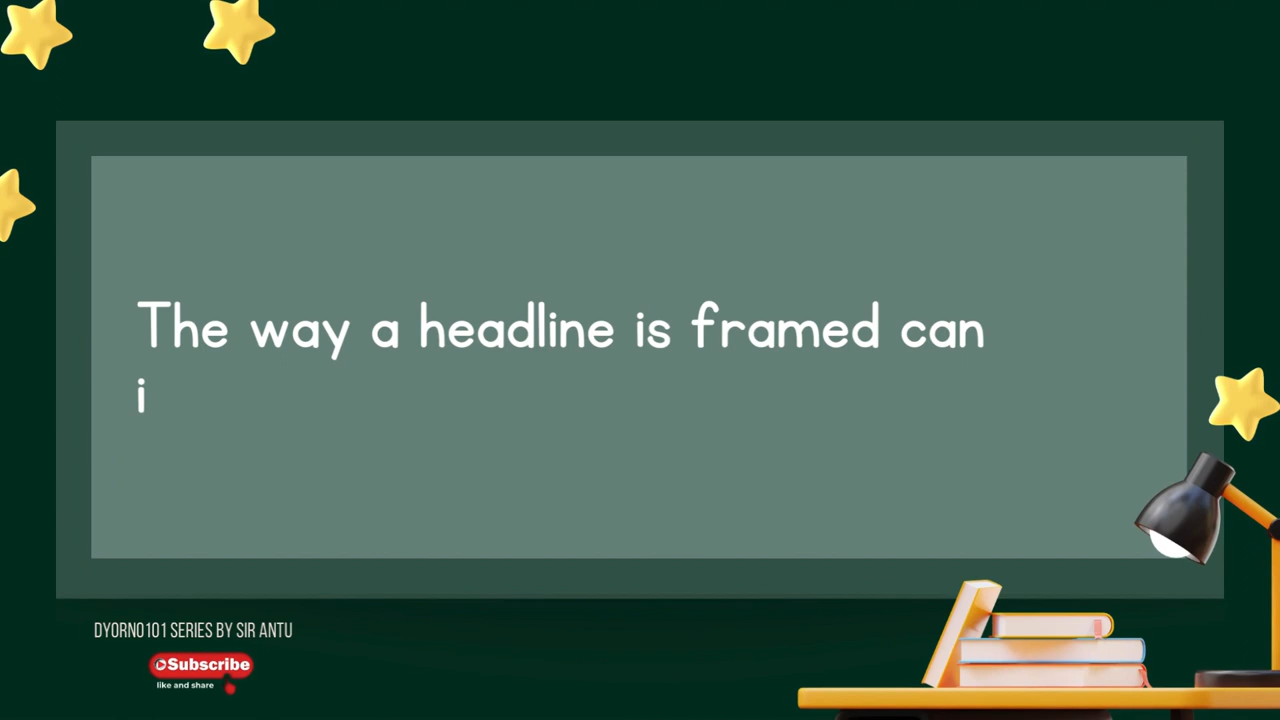 The way a headline is framed can
i
DYORN0101 SERIES BY SIR ANTU
Subscribe
like and share